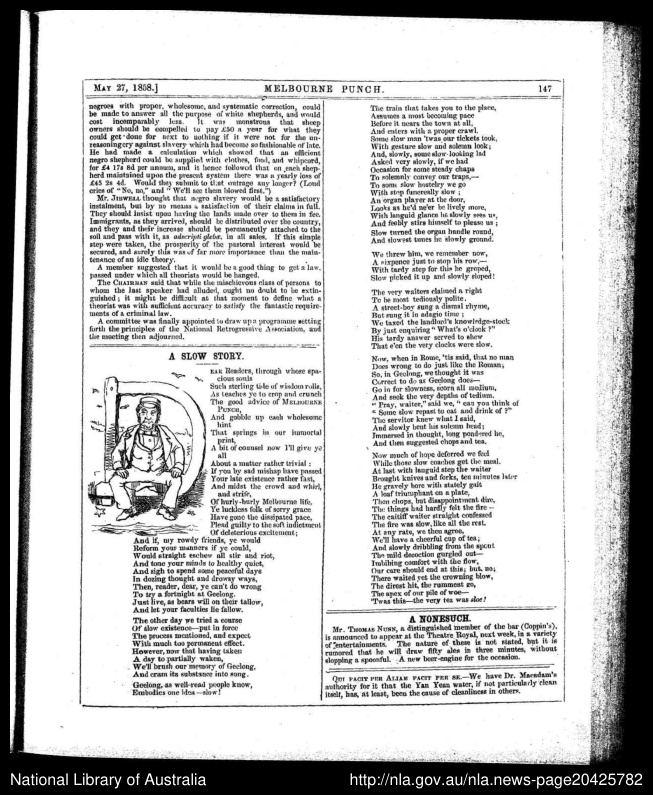 MAY 27, 1858.]
MELBOURNE PUNCH.
147
negroes with proper, wholesome, and systematic correction, could
be made to answer all the purpose of white shepherds, and would
cost incomparably less. It was monstrous that sheep
owners should be compelled to pay £50 a year for what they
could get done for next to nothing if it were not for the un-
reasoningery against slavery which had become so fashionable of late.
He had made a calculation which showed that an efficient
negro shepherd could be supplied with clothes, food, and whipcord,
for £4 17s 8d per annum, and it hence followed that on each shep-
herd maintained upon the present system there was a yearly loss of
£45 2s 4d. Would they submit to that outrage any longer? (Loud
cries of "No, no," and "We'll see them blowed first.")
MR. JIBWELL thought that negro slavery would be a satisfactory
instalment, but by no means a satisfaction of their claims in full.
They should insist upon having the lands made over to them in fee.
Immigrants, as they arrived, should be distributed over the country,
and they and their increase should be permanently attached to the
soil and pass with it, as adscripti glebæ, in all sales. If this simple
step were taken, the prosperity of the pastoral interest would be
secured, and surely this was of far more importance than the main-
tenance of an idle theory.
A member suggested that it would be a good thing to get a law
passed under which all theorists would be hanged.
The CHAIRMAN said that while the mischievous class of persons to
whom the last speaker had alluded, ought no doubt to be extin-
guished; it might be difficult at that moment to define what a
theorist was with sufficient accuracy to satisfy the fantastic require-
ments of a criminal law.
A committee was finally appointed to draw up a programme setting
forth the principles of the National Retrogressive Association, and
the meeting then adjourned.
A SLOW STORY.
EAR Readers, through whose spa-
cious souls
Such sterling tide of wisdom rolls,
As teaches ye to crop and crunch
The good advice of MELBOURNE
PUNCH,
And gobble up each wholesome
hint
That springs in our immortal
print,
A bit of counsel now I'll give ye
all
About a matter rather trivial:
If you by sad mishap have passed
Your late existence rather fast,
And midst the crowd and whirl,
and strife,
Of hurly-burly Melbourne life,
Ye luckless folk of sorry grace
Have gone the dissipated pace,
Plead guilty to the soft indictment
Of deleterious excitement;
And if, my rowdy friends, ye would
Reform your manners if ye could,
Would straight eschew all stir and riot,
And tone your minds to healthy quiet,
And sigh to spend some peaceful days
In dozing thought and drowsy ways,
Then, reader, dear, ye can't do wrong
To try a fortnight at Geelong.
Just live, as bears will on their tallow,
And let your faculties lie fallow.
The other day we tried a course
Of slow existence—put in force
The process mentioned, and expect
With much too permanent effect.
However, now that having taken
A day to partially waken,
We'll brush our memory of Geelong,
And cram its substance into song.
Geelong, as well-read people know,
Embodies one idea—slow!
The train that takes you to the place,
Assumes a most becoming pace
Before it nears the town at all,
And enters with a proper crawl.
Some slow man 'twas our tickets took,
With gesture slow and solemn look;
And, slowly, some slow-looking lad
Asked very slowly, if we had
Occasion for some steady chaps
To solemnly convey our traps,—
To some slow hostelry we go
With step funereally slow;
An organ player at the door,
Looks as he'd ne'er be lively more,
With languid glance he slowly sees us,
And feebly stirs himself to please us;
Slow turned the organ handle round,
And slowest tunes he slowly ground.
We threw him, we remember now,
A sixpence just to stop his row,—
With tardy step for this he groped,
Slow picked it up and slowly sloped!
The very waiters claimed a right
To be most tediously polite.
A street-boy sung a dismal rhyme,
But sung it in adagio time;
We taxed the landlord's knowledge-stock
By just enquiring "What's o'clock?"
His tardy answer served to shew
That e'en the very clocks were slow.
Now, when in Rome, 'tis said, that no man
Does wrong to do just like the Roman;
So, in Geelong, we thought it was
Correct to do as Geelong does—
Go in for slowness, scorn all medium,
And seek the very depths of tedium.
"Pray, waiter," said we, "can you think of
"Some slow repast to eat and drink of?"
The servitor knew what I said,
And slowly bent his solemn head;
Immersed in thought, long pondered he,
And then suggested chops and tea.
Now much of hope deferred we feel
While those slow coaches get the meal.
At last with languid step the waiter
Brought knives and forks, ten minutes later
He gravely bore with stately gait
A loaf triumphant on a plate,
Then chops, but disappointment dire,
The things had hardly felt the fire—
The caitiff waiter straight confessed
The fire was slow, like all the rest.
At any rate, we then agree,
We'll have a cheerful cup of tea;
And slowly dribbling from the spout
The mild decoction gurgled out—
Imbibing comfort with the flow,
Our care should end at this; but, no;
There waited yet the crowning blow,
The direst hit, the rummest go,
The apex of our pile of woe—
'Twas this—the very tea was sloe!
A NONESUCH.
MR. THOMAS NUNN, a distinguished member of the bar (Coppin's),
is announced to appear at the Theatre Royal, next week, in a variety
of entertainments. The nature of these is not stated, but it is
rumored that he will draw fifty ales in three minutes, without
slopping a spoonful. A new beer-engine for the occasion.
QUI FACIT PER ALIAM FACIT PER SE.—We have Dr. Macadam's
authority for it that the Yan Yean water, if not particularly clean
itself, has, at least, been the cause of cleanliness in others.
National Library of Australia
http://nla.gov.au/nla.news-page20425782